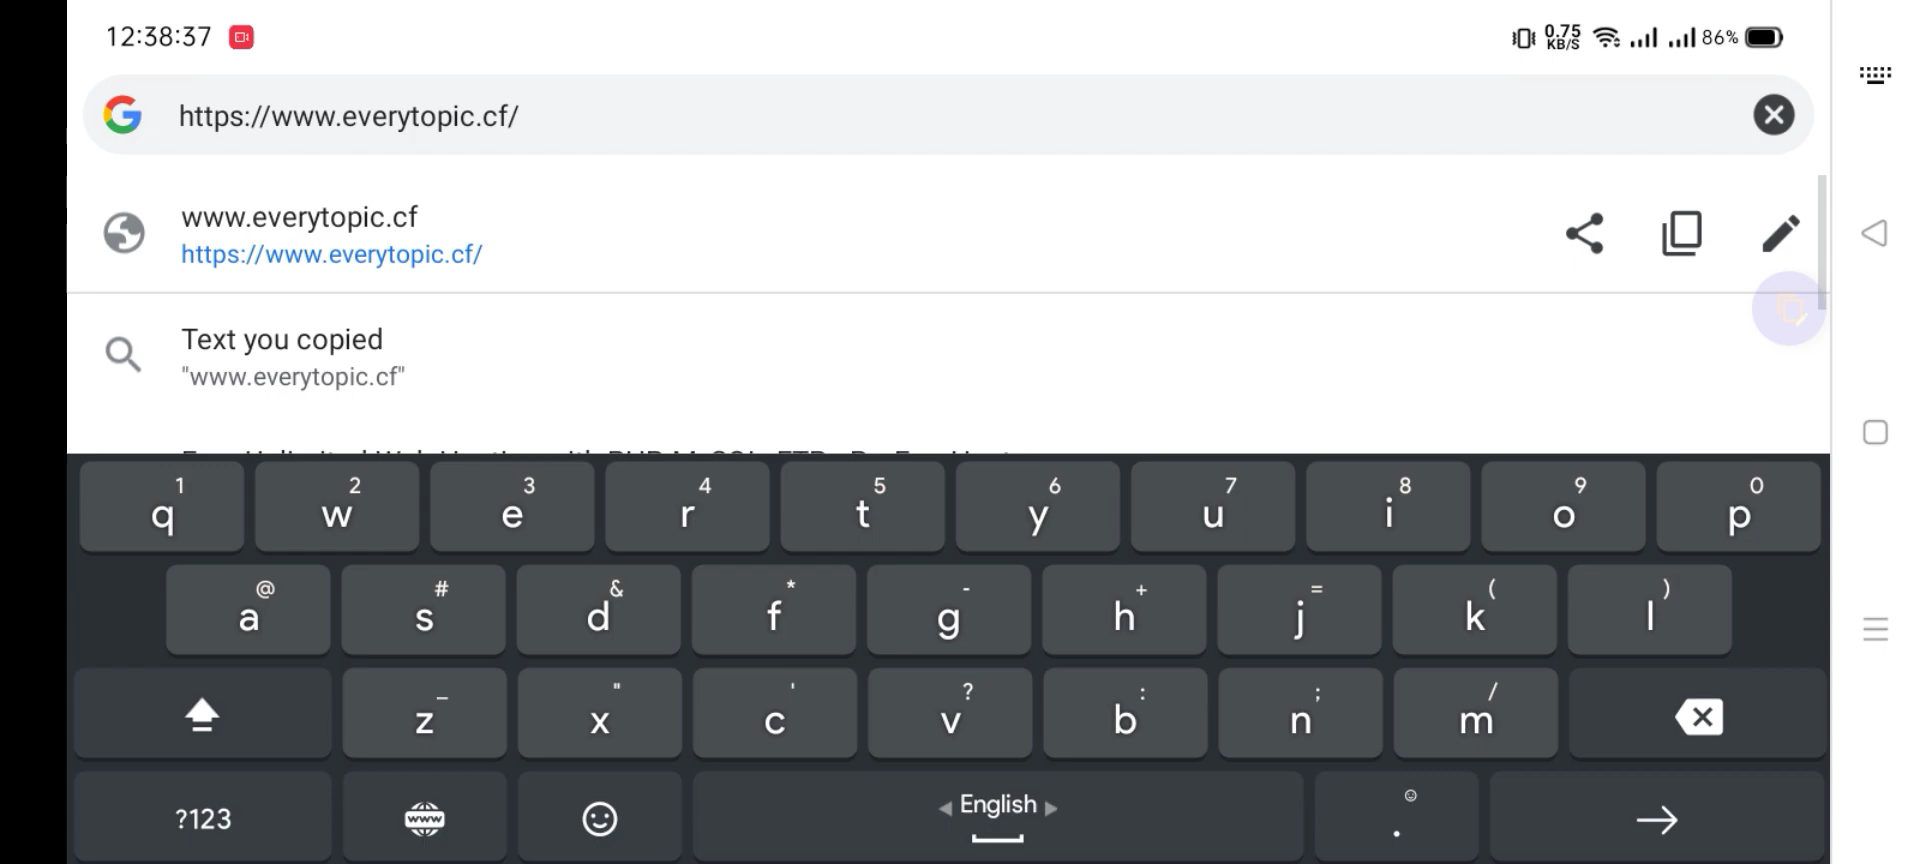 12:38:37
0.75
KB/S
86%
https://www.everytopic.cf/
www.everytopic.cf
https://www.everytopic.cf/
Text you copied
"www.everytopic.cf"
1 2 3 4 5 6 7 8 9 0
q w e r t y u i o p
@ # & * - + = ( )
a s d f g h j k l
_ " ' ? : ; /
z x c v b n m
?123 www English .